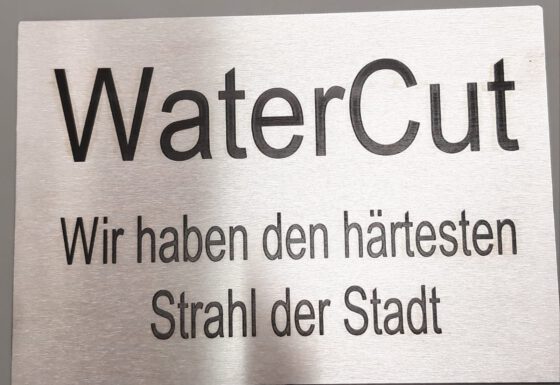 WaterCut
Wir haben den härtesten
Strahl der Stadt